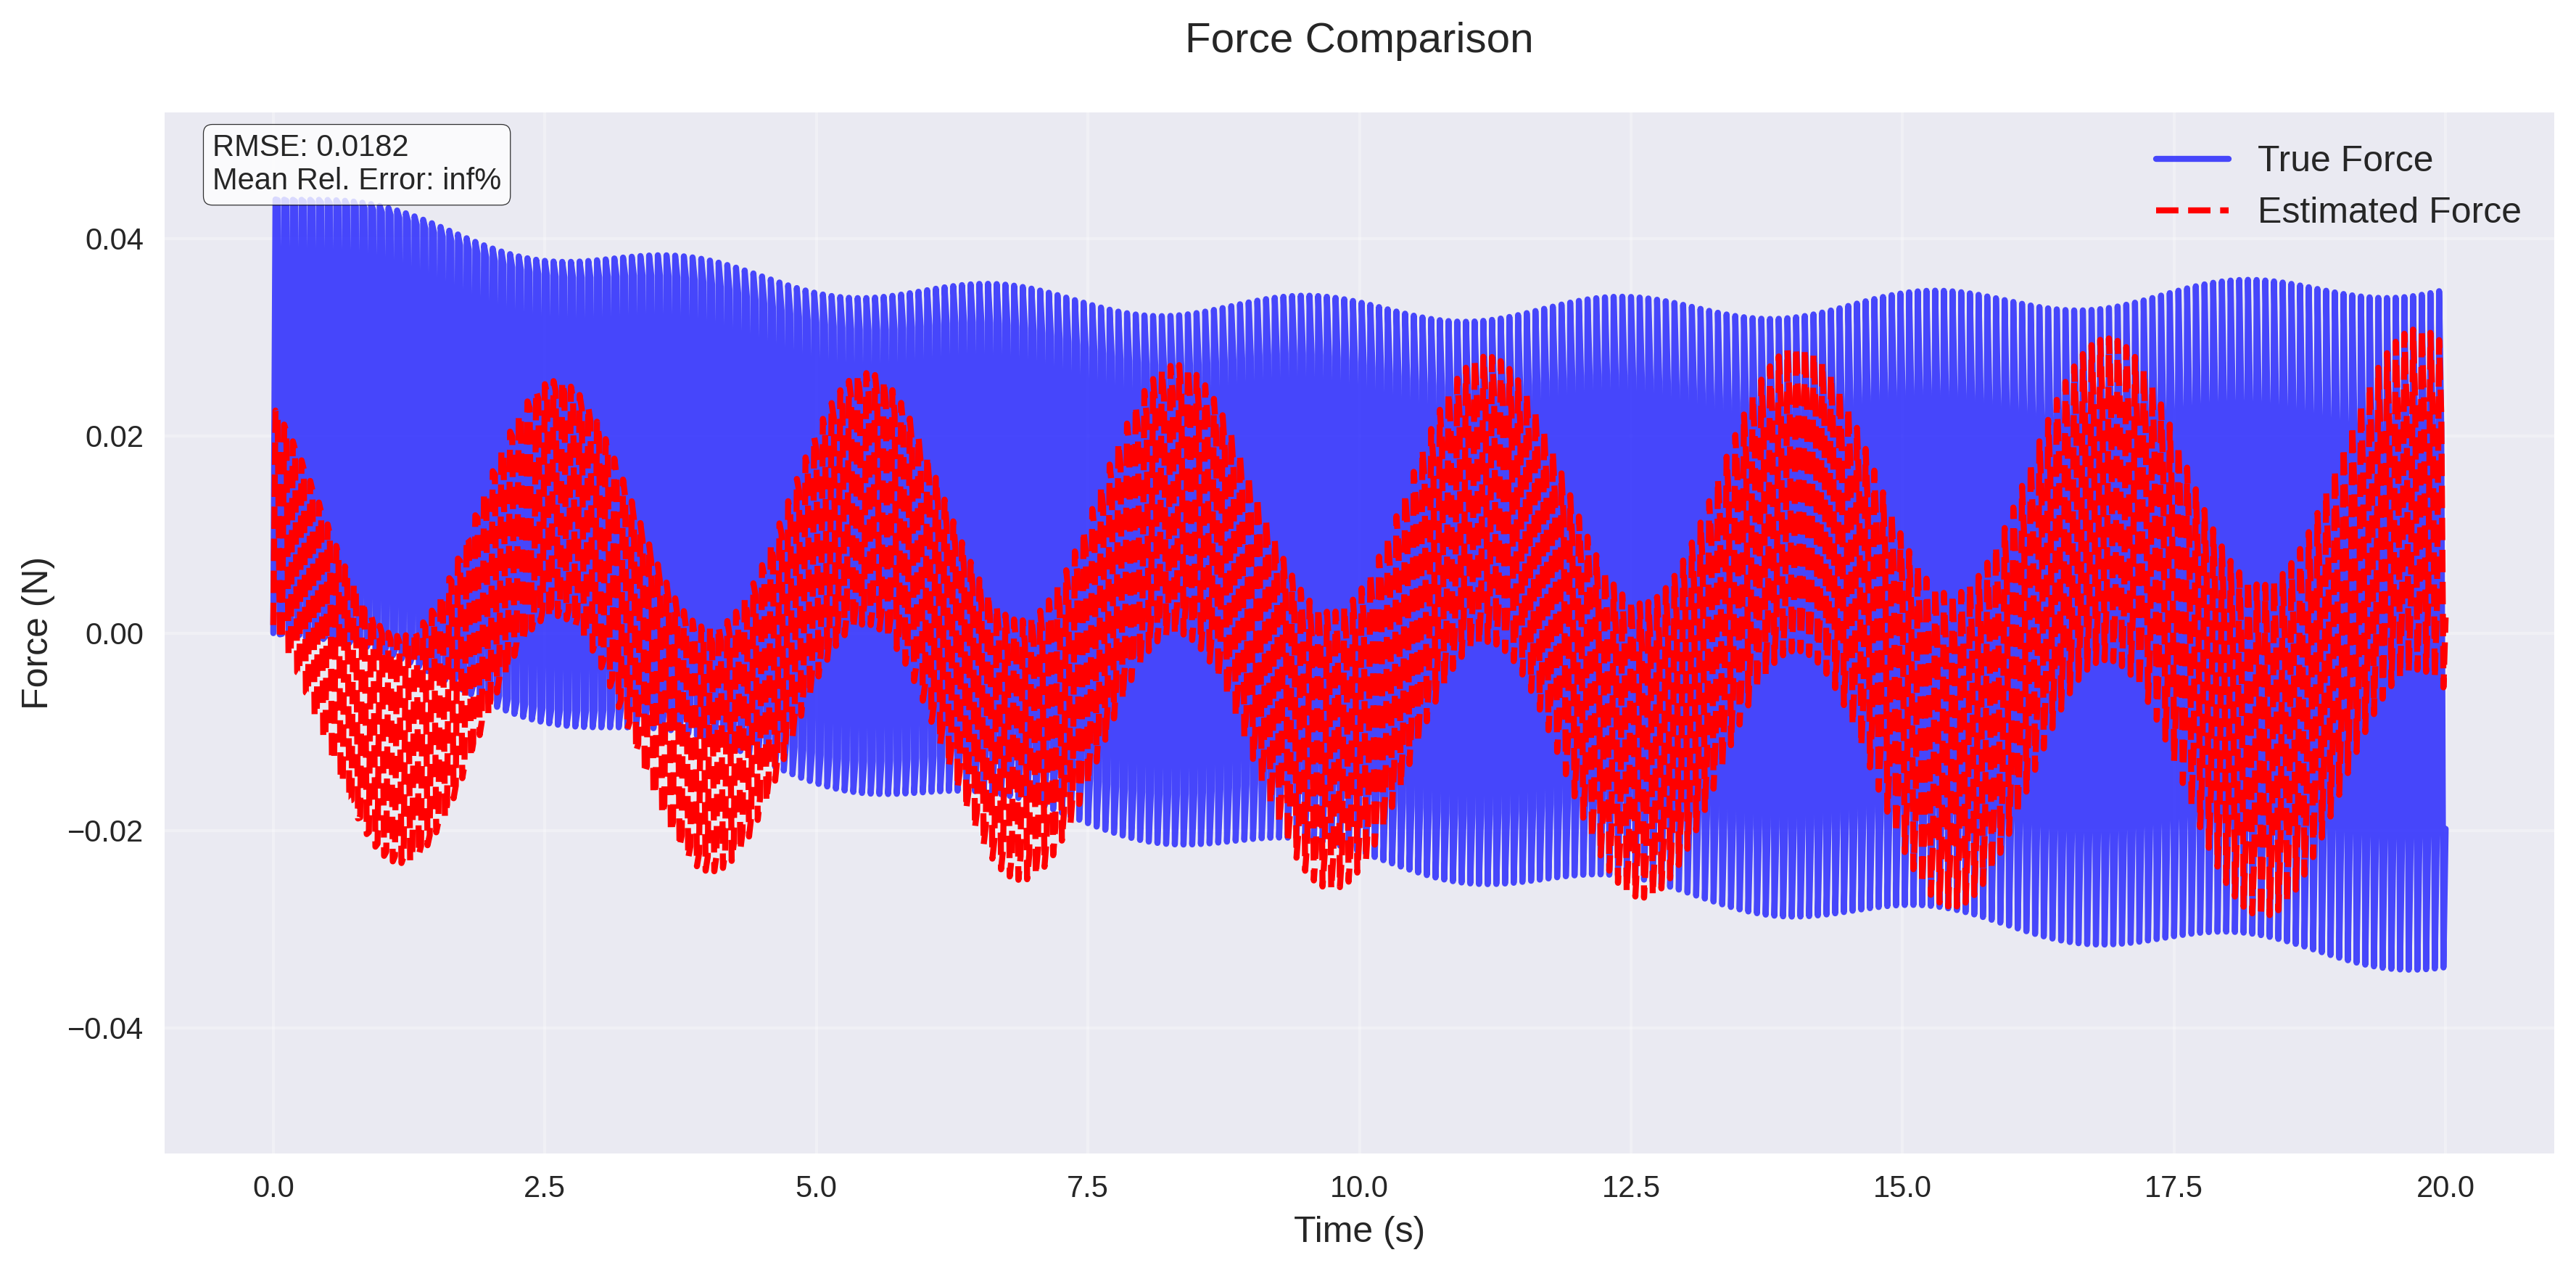 Force Comparison
RMSE: 0.0182
Mean Rel. Error: inf%
True Force
Estimated Force
Force (N)
0.04
0.02
0.00
−0.02
−0.04
0.0 2.5 5.0 7.5 10.0 12.5 15.0 17.5 20.0
Time (s)